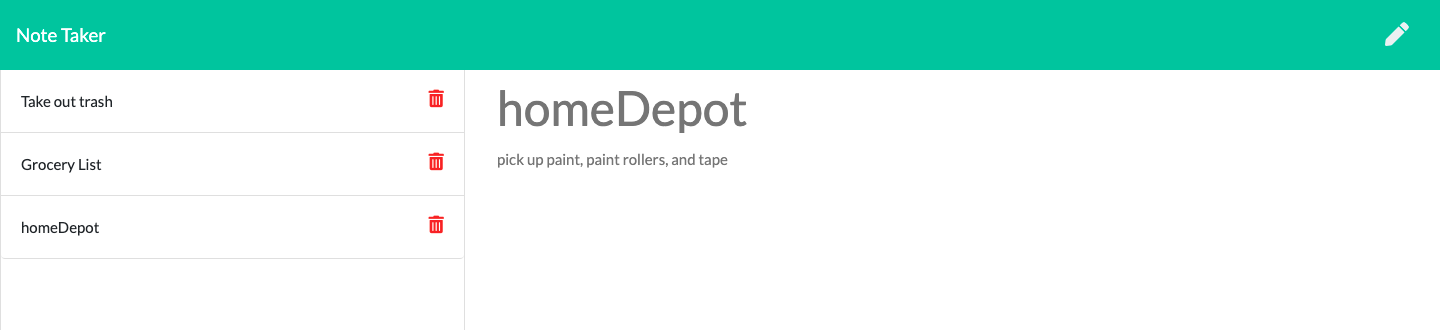 Note Taker
Take out trash
Grocery List
homeDepot
homeDepot
pick up paint, paint rollers, and tape